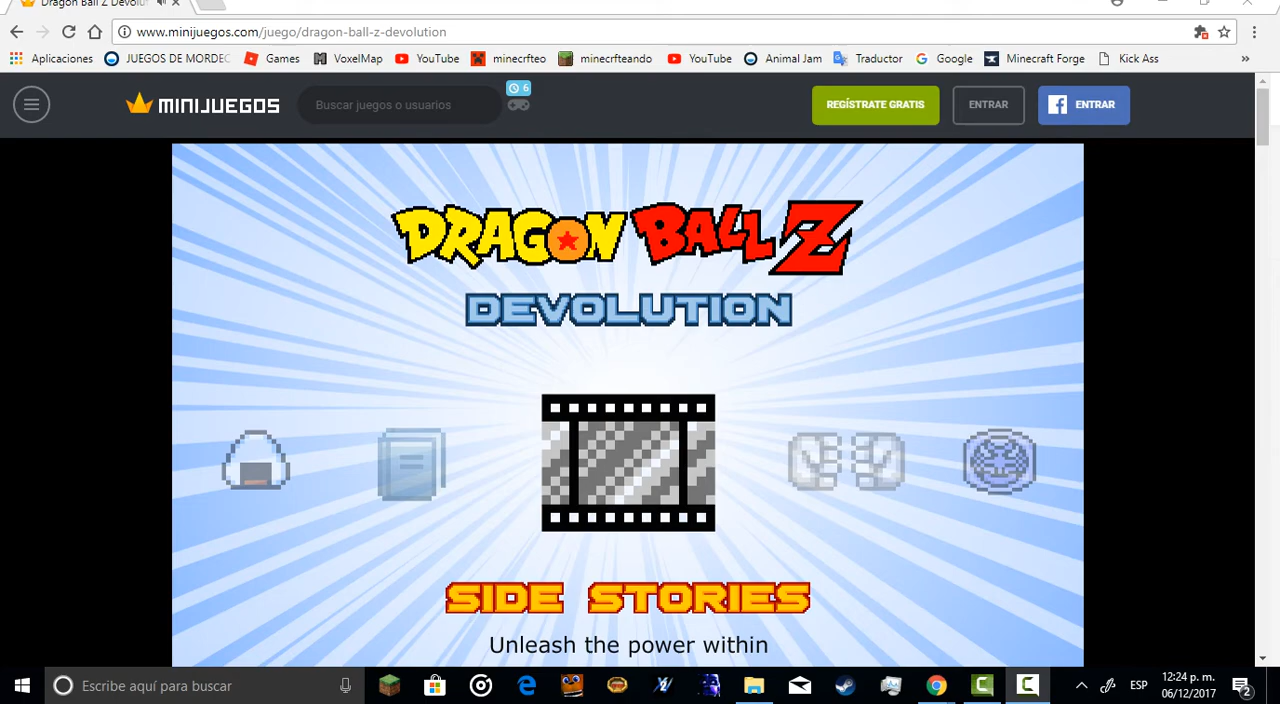 Dragon Ball Z Devolu
www.minijuegos.com/juego/dragon-ball-z-devolution
Aplicaciones JUEGOS DE MORDEC Gam VoxelMap YouTube minecrfteo minecrfteando YouTube Animal Jam Traductor Google Minecraft Forge Kick Ass »
MINIJUEGOS Buscar juegos o usuarios 6 REGÍSTRATE GRATIS ENTRAR ENTRAR
DRAGON BALL Z
DEVOLUTION
SIDE STORIES
Unleash the power within
Escribe aquí para buscar ESP 12:24 p. m.
06/12/2017 2